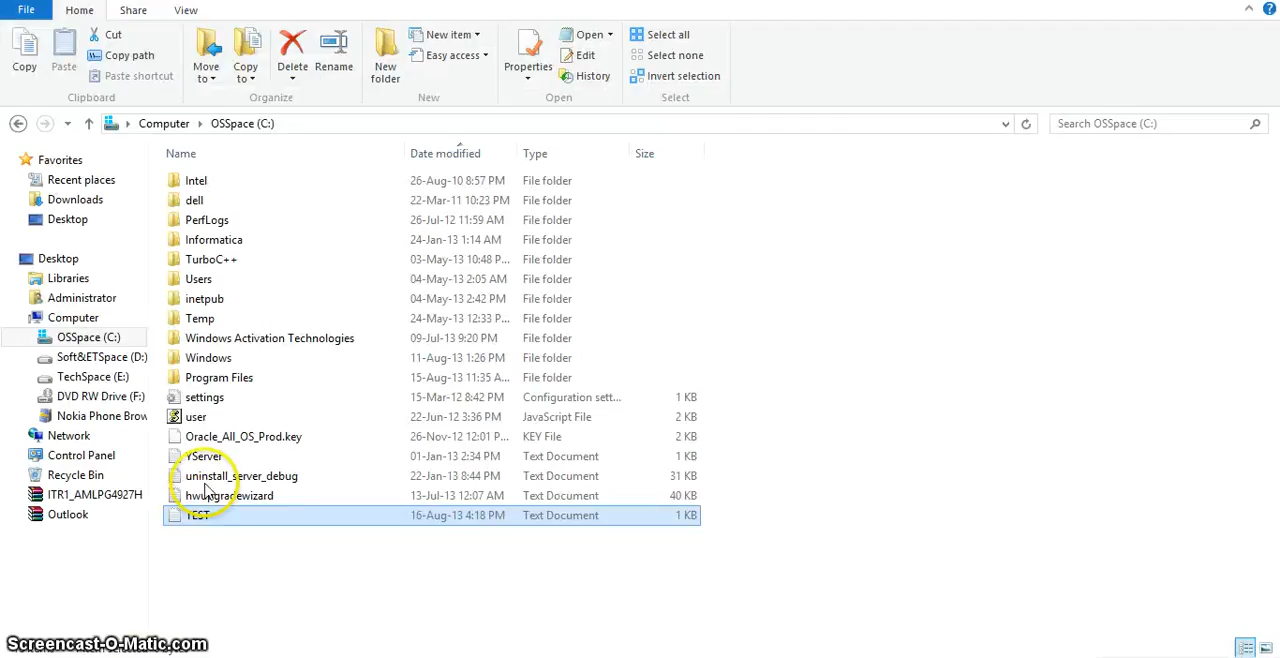 File Home Share View
Copy Paste Cut Copy path Paste shortcut
Clipboard
Move to Copy to Delete Rename
Organize
New folder New item Easy access
New
Properties Open Edit History
Open
Select all Select none Invert selection
Select
Computer OSSpace (C:) Search OSSpace (C:)
Favorites
Recent places
Downloads
Desktop
Desktop
Libraries
Administrator
Computer
OSSpace (C:)
Soft&ETSpace (D:)
TechSpace (E:)
DVD RW Drive (F:)
Nokia Phone Brow
Network
Control Panel
Recycle Bin
ITR1_AMLPG4927H
Outlook
Name Date modified Type Size
Intel 26-Aug-10 8:57 PM File folder
dell 22-Mar-11 10:23 PM File folder
PerfLogs 26-Jul-12 11:59 AM File folder
Informatica 24-Jan-13 1:14 AM File folder
TurboC++ 03-May-13 10:48 P... File folder
Users 04-May-13 2:05 AM File folder
inetpub 04-May-13 2:42 PM File folder
Temp 24-May-13 12:33 P... File folder
Windows Activation Technologies 09-Jul-13 9:20 PM File folder
Windows 11-Aug-13 1:26 PM File folder
Program Files 15-Aug-13 11:35 A... File folder
settings 15-Mar-12 8:42 PM Configuration sett... 1 KB
user 22-Jun-12 3:36 PM JavaScript File 2 KB
Oracle_All_OS_Prod.key 26-Nov-12 12:01 P... KEY File 2 KB
YServer 01-Jan-13 2:34 PM Text Document 1 KB
uninstall_server_debug 22-Jan-13 8:44 PM Text Document 31 KB
hwupgradewizard 13-Jul-13 12:07 AM Text Document 40 KB
TEST 16-Aug-13 4:18 PM Text Document 1 KB
Screencast-O-Matic.com